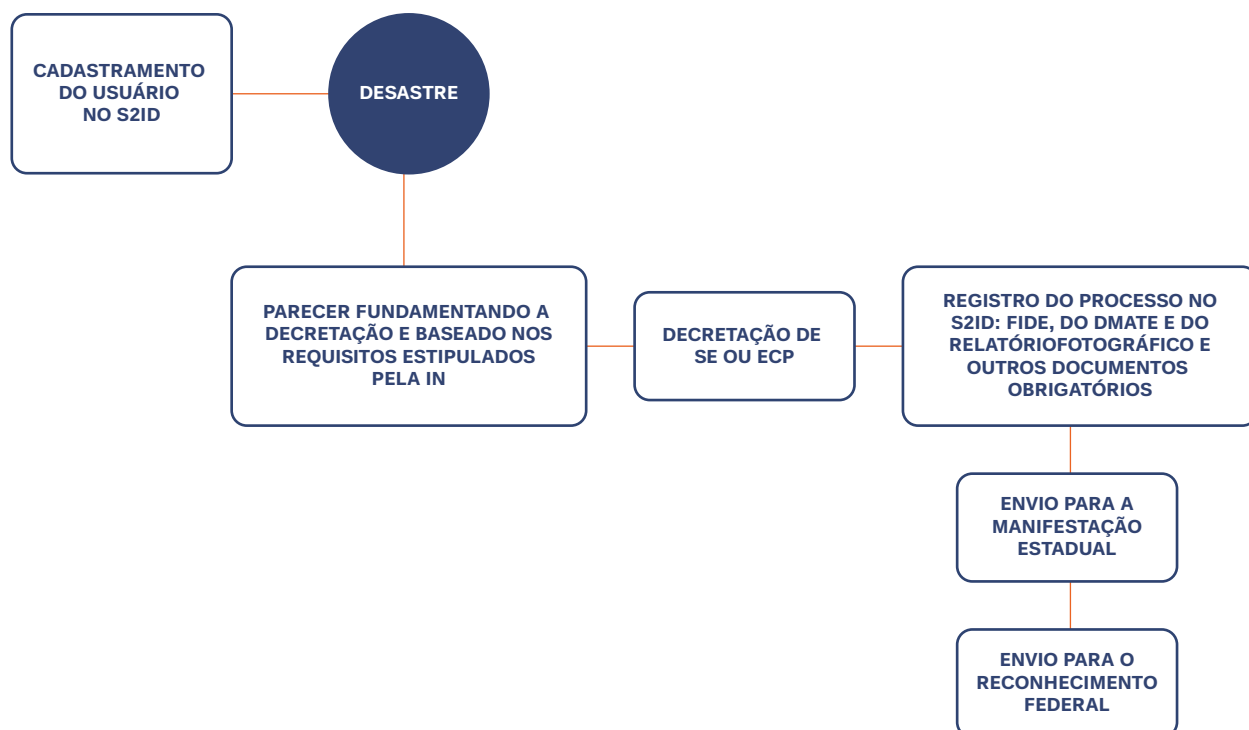 CADASTRAMENTO
DO USUÁRIO
NO S2ID
DESASTRE
PARECER FUNDAMENTANDO A
DECRETAÇÃO E BASEADO NOS
REQUISITOS ESTIPULADOS
PELA IN
DECRETAÇÃO DE
SE OU ECP
REGISTRO DO PROCESSO NO
S2ID: FIDE, DO DMATE E DO
RELATÓRIOFOTOGRÁFICO E
OUTROS DOCUMENTOS
OBRIGATÓRIOS
ENVIO PARA A
MANIFESTAÇÃO
ESTADUAL
ENVIO PARA O
RECONHECIMENTO
FEDERAL